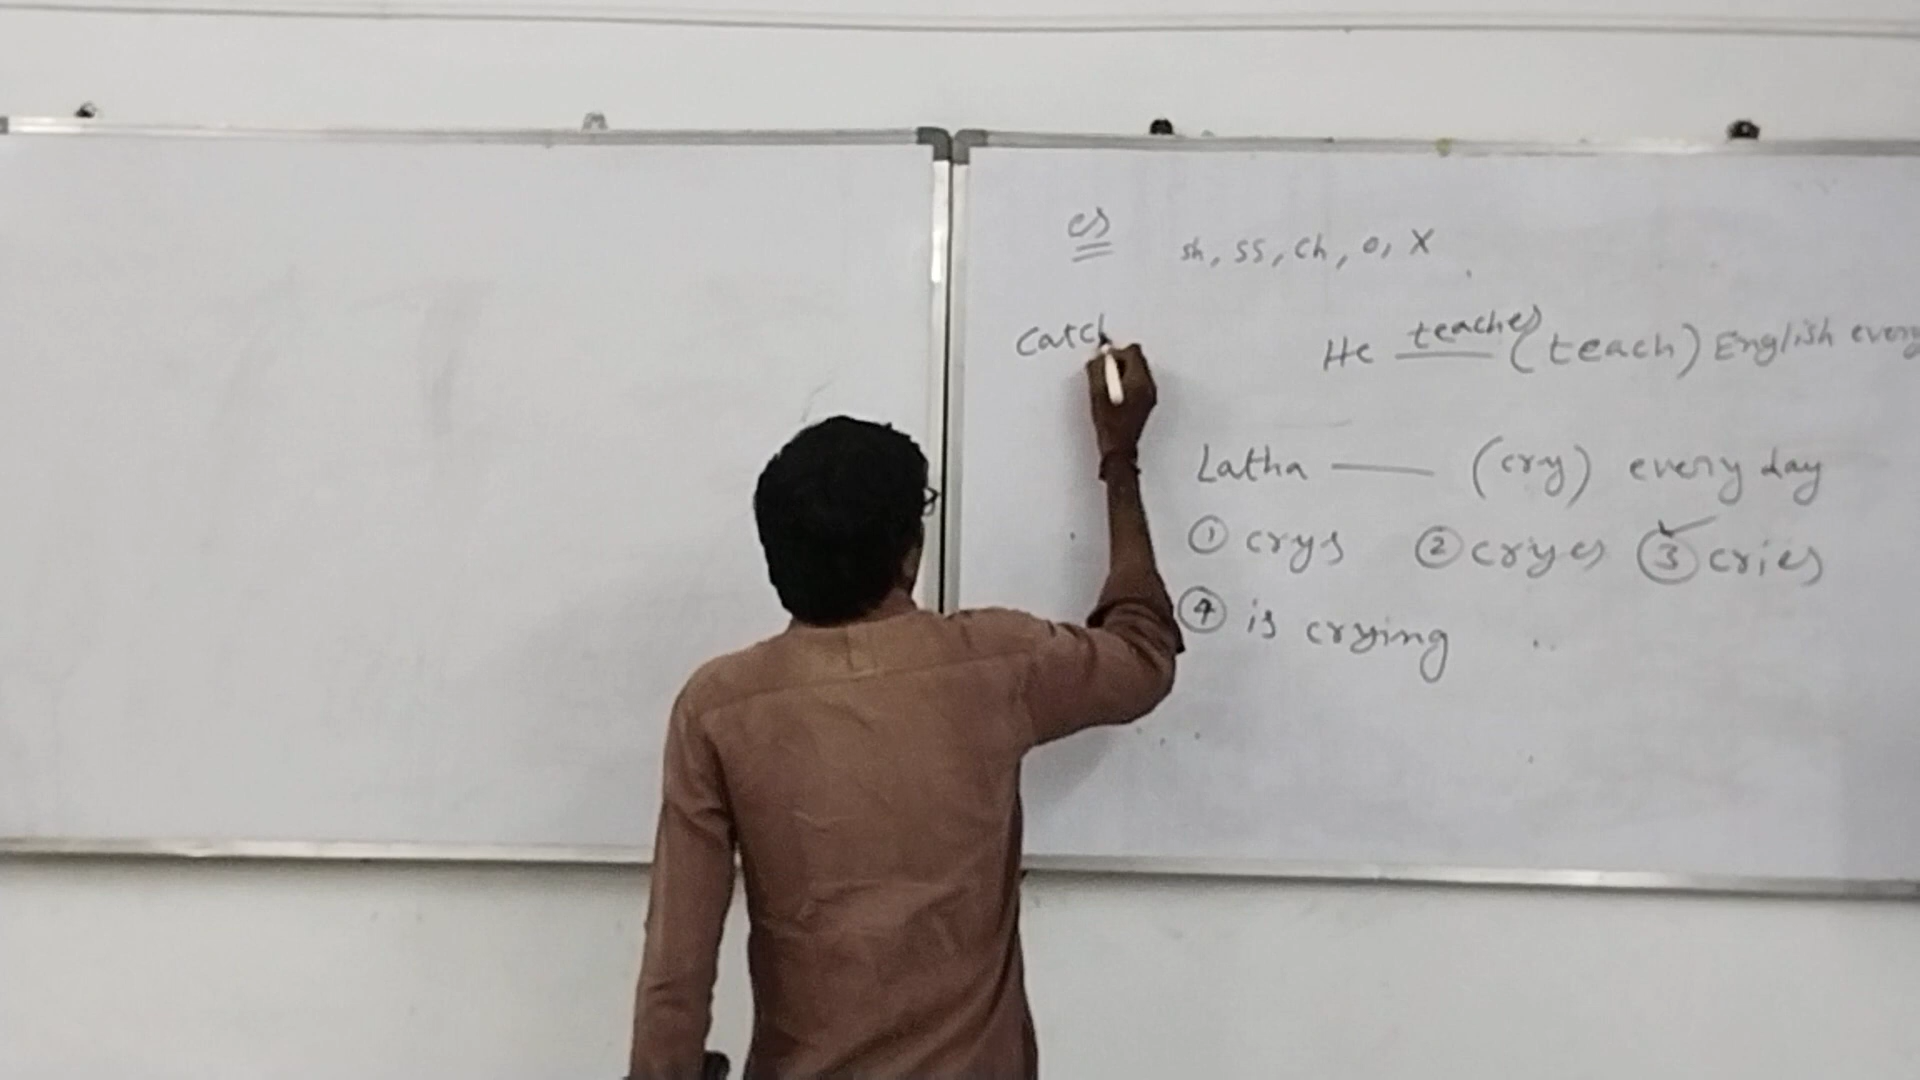 es sh, ss, ch, o, x
Catch
He teaches (teach) English every
Latha —— (cry) every day
① crys ② cryes ③ cries
④ is crying